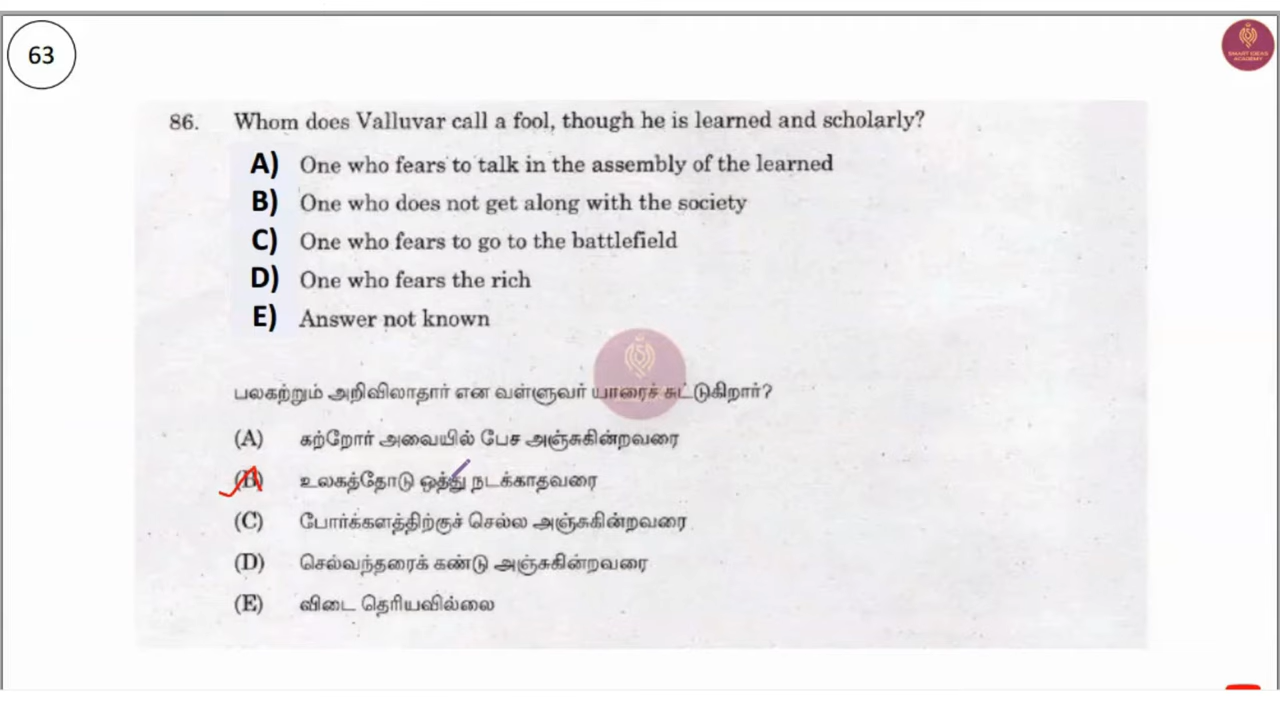 63
SMART IDEAS
ACADEMY
86. Whom does Valluvar call a fool, though he is learned and scholarly?
A) One who fears to talk in the assembly of the learned
B) One who does not get along with the society
C) One who fears to go to the battlefield
D) One who fears the rich
E) Answer not known
பலகற்றும் அறிவிலாதார் என வள்ளுவர் யாரைச் சுட்டுகிறார்?
(A) கற்றோர் அவையில் பேச அஞ்சுகின்றவரை
(B) உலகத்தோடு ஒத்து நடக்காதவரை
(C) போர்க்களத்திற்குச் செல்ல அஞ்சுகின்றவரை
(D) செல்வந்தரைக் கண்டு அஞ்சுகின்றவரை
(E) விடை தெரியவில்லை